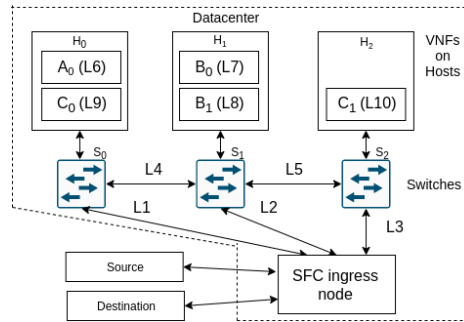 Datacenter
H₀
H₁
H₂
VNFs
on
Hosts
A₀ (L6)
B₀ (L7)
C₀ (L9)
B₁ (L8)
C₁ (L10)
S₀
S₁
S₂
L4
L5
Switches
L1
L2
L3
Source
SFC ingress
node
Destination